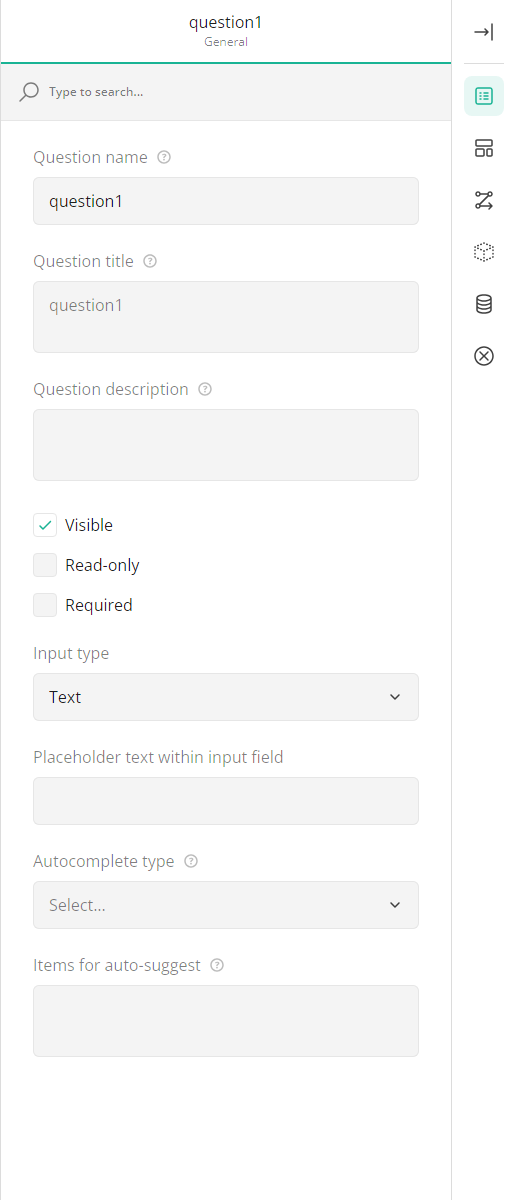 question1
General
Type to search...
Question name
question1
Question title
question1
Question description
Visible
Read-only
Required
Input type
Text
Placeholder text within input field
Autocomplete type
Select...
Items for auto-suggest